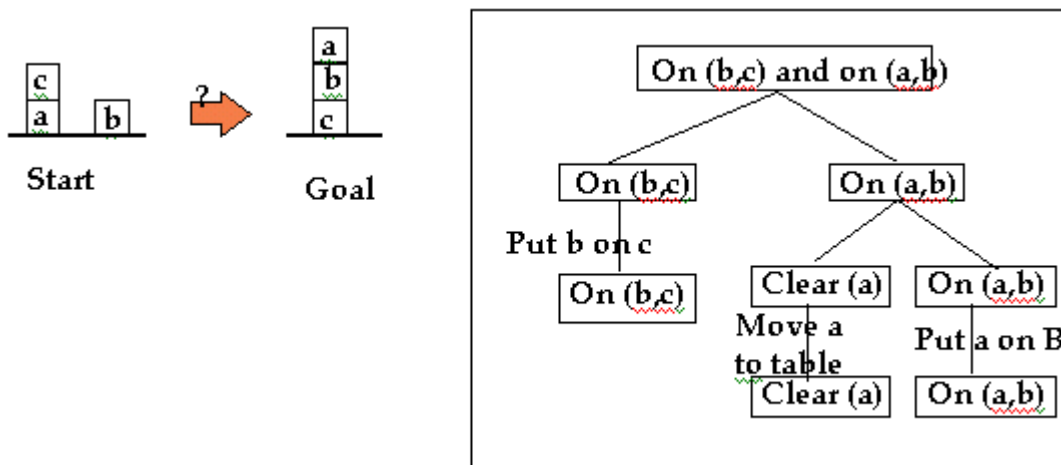 c
a
b
Start
?
a
b
c
Goal
On (b,c) and on (a,b)
On (b,c)
On (a,b)
Put b on c
On (b,c)
Clear (a)
On (a,b)
Move a
to table
Put a on B
Clear (a)
On (a,b)